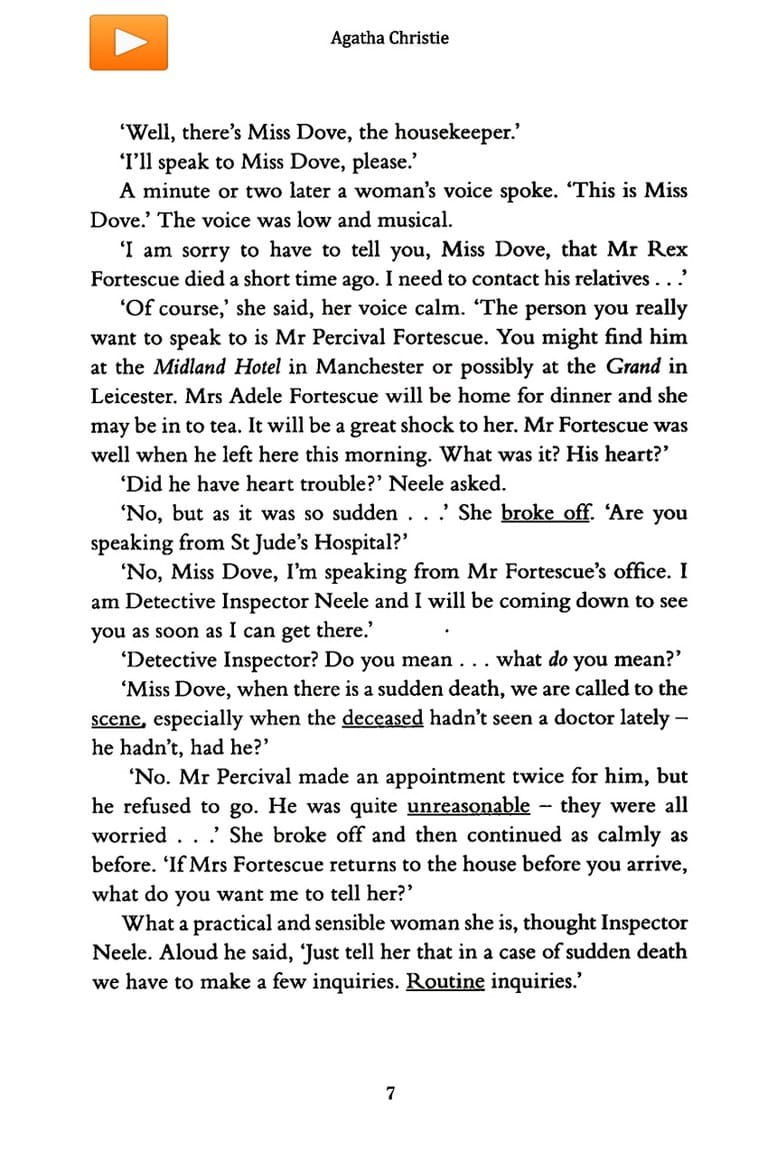 Agatha Christie
‘Well, there’s Miss Dove, the housekeeper.’
‘I’ll speak to Miss Dove, please.’
A minute or two later a woman’s voice spoke. ‘This is Miss
Dove.’ The voice was low and musical.
‘I am sorry to have to tell you, Miss Dove, that Mr Rex
Fortescue died a short time ago. I need to contact his relatives . . .’
‘Of course,’ she said, her voice calm. ‘The person you really
want to speak to is Mr Percival Fortescue. You might find him
at the Midland Hotel in Manchester or possibly at the Grand in
Leicester. Mrs Adele Fortescue will be home for dinner and she
may be in to tea. It will be a great shock to her. Mr Fortescue was
well when he left here this morning. What was it? His heart?’
‘Did he have heart trouble?’ Neele asked.
‘No, but as it was so sudden . . .’ She broke off. ‘Are you
speaking from St Jude’s Hospital?’
‘No, Miss Dove, I’m speaking from Mr Fortescue’s office. I
am Detective Inspector Neele and I will be coming down to see
you as soon as I can get there.’
‘Detective Inspector? Do you mean . . . what do you mean?’
‘Miss Dove, when there is a sudden death, we are called to the
scene, especially when the deceased hadn’t seen a doctor lately –
he hadn’t, had he?’
‘No. Mr Percival made an appointment twice for him, but
he refused to go. He was quite unreasonable – they were all
worried . . .’ She broke off and then continued as calmly as
before. ‘If Mrs Fortescue returns to the house before you arrive,
what do you want me to tell her?’
What a practical and sensible woman she is, thought Inspector
Neele. Aloud he said, ‘Just tell her that in a case of sudden death
we have to make a few inquiries. Routine inquiries.’
7